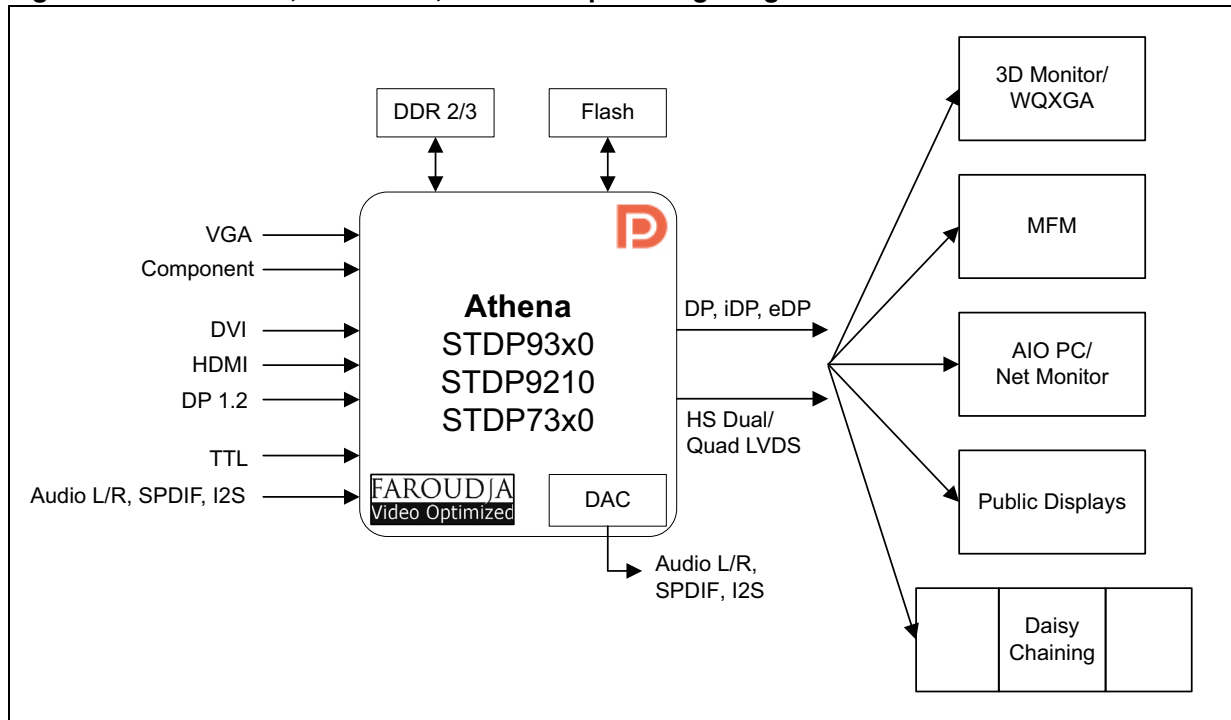 DDR 2/3
Flash
3D Monitor/
WQXGA
VGA
Component
DVI
HDMI
DP 1.2
TTL
Audio L/R, SPDIF, I2S
Athena
STDP93x0
STDP9210
STDP73x0
FAROUDJA
Video Optimized
DAC
Audio L/R,
SPDIF, I2S
DP, iDP, eDP
HS Dual/
Quad LVDS
MFM
AIO PC/
Net Monitor
Public Displays
Daisy
Chaining